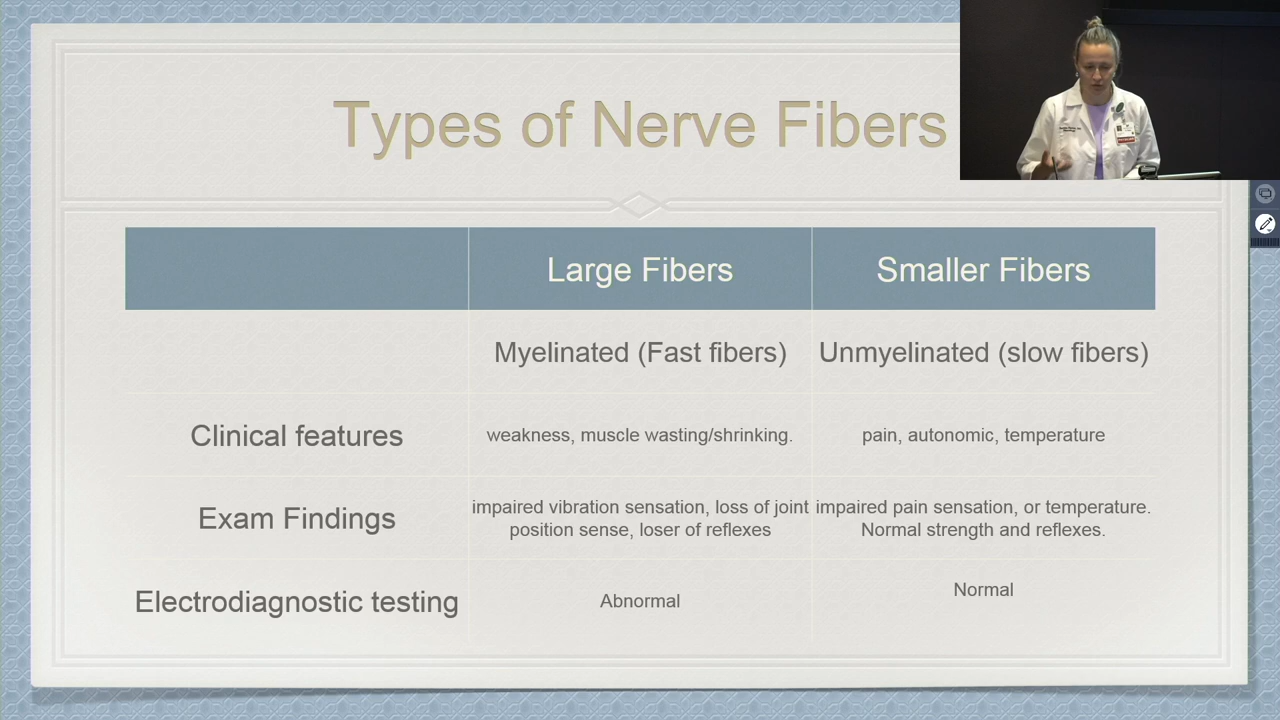 Types of Nerve Fibers
Large Fibers
Smaller Fibers
Myelinated (Fast fibers)
Unmyelinated (slow fibers)
Clinical features
weakness, muscle wasting/shrinking.
pain, autonomic, temperature
Exam Findings
impaired vibration sensation, loss of joint
position sense, loser of reflexes
impaired pain sensation, or temperature.
Normal strength and reflexes.
Electrodiagnostic testing
Abnormal
Normal